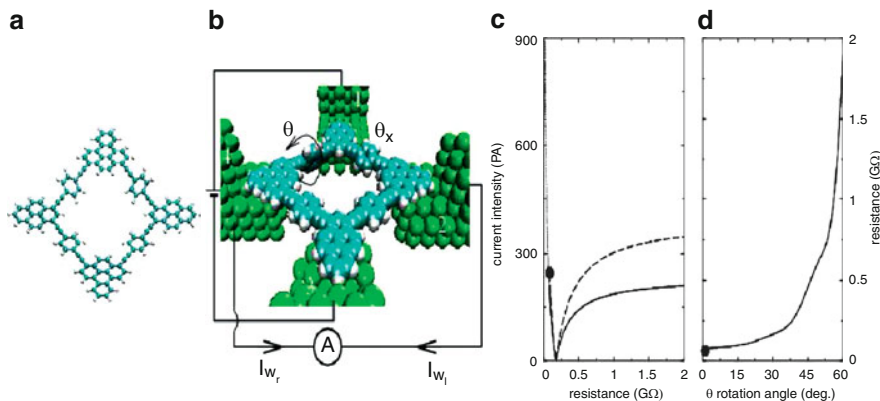 a
b
c
d
θ
θx
A
Iwr
Iwl
current intensity (PA)
900
600
300
0
0 0.5 1 1.5 2
resistance (GΩ)
2
1.5
1
0.5
0
resistance (GΩ)
0 15 30 45 60
θ rotation angle (deg.)